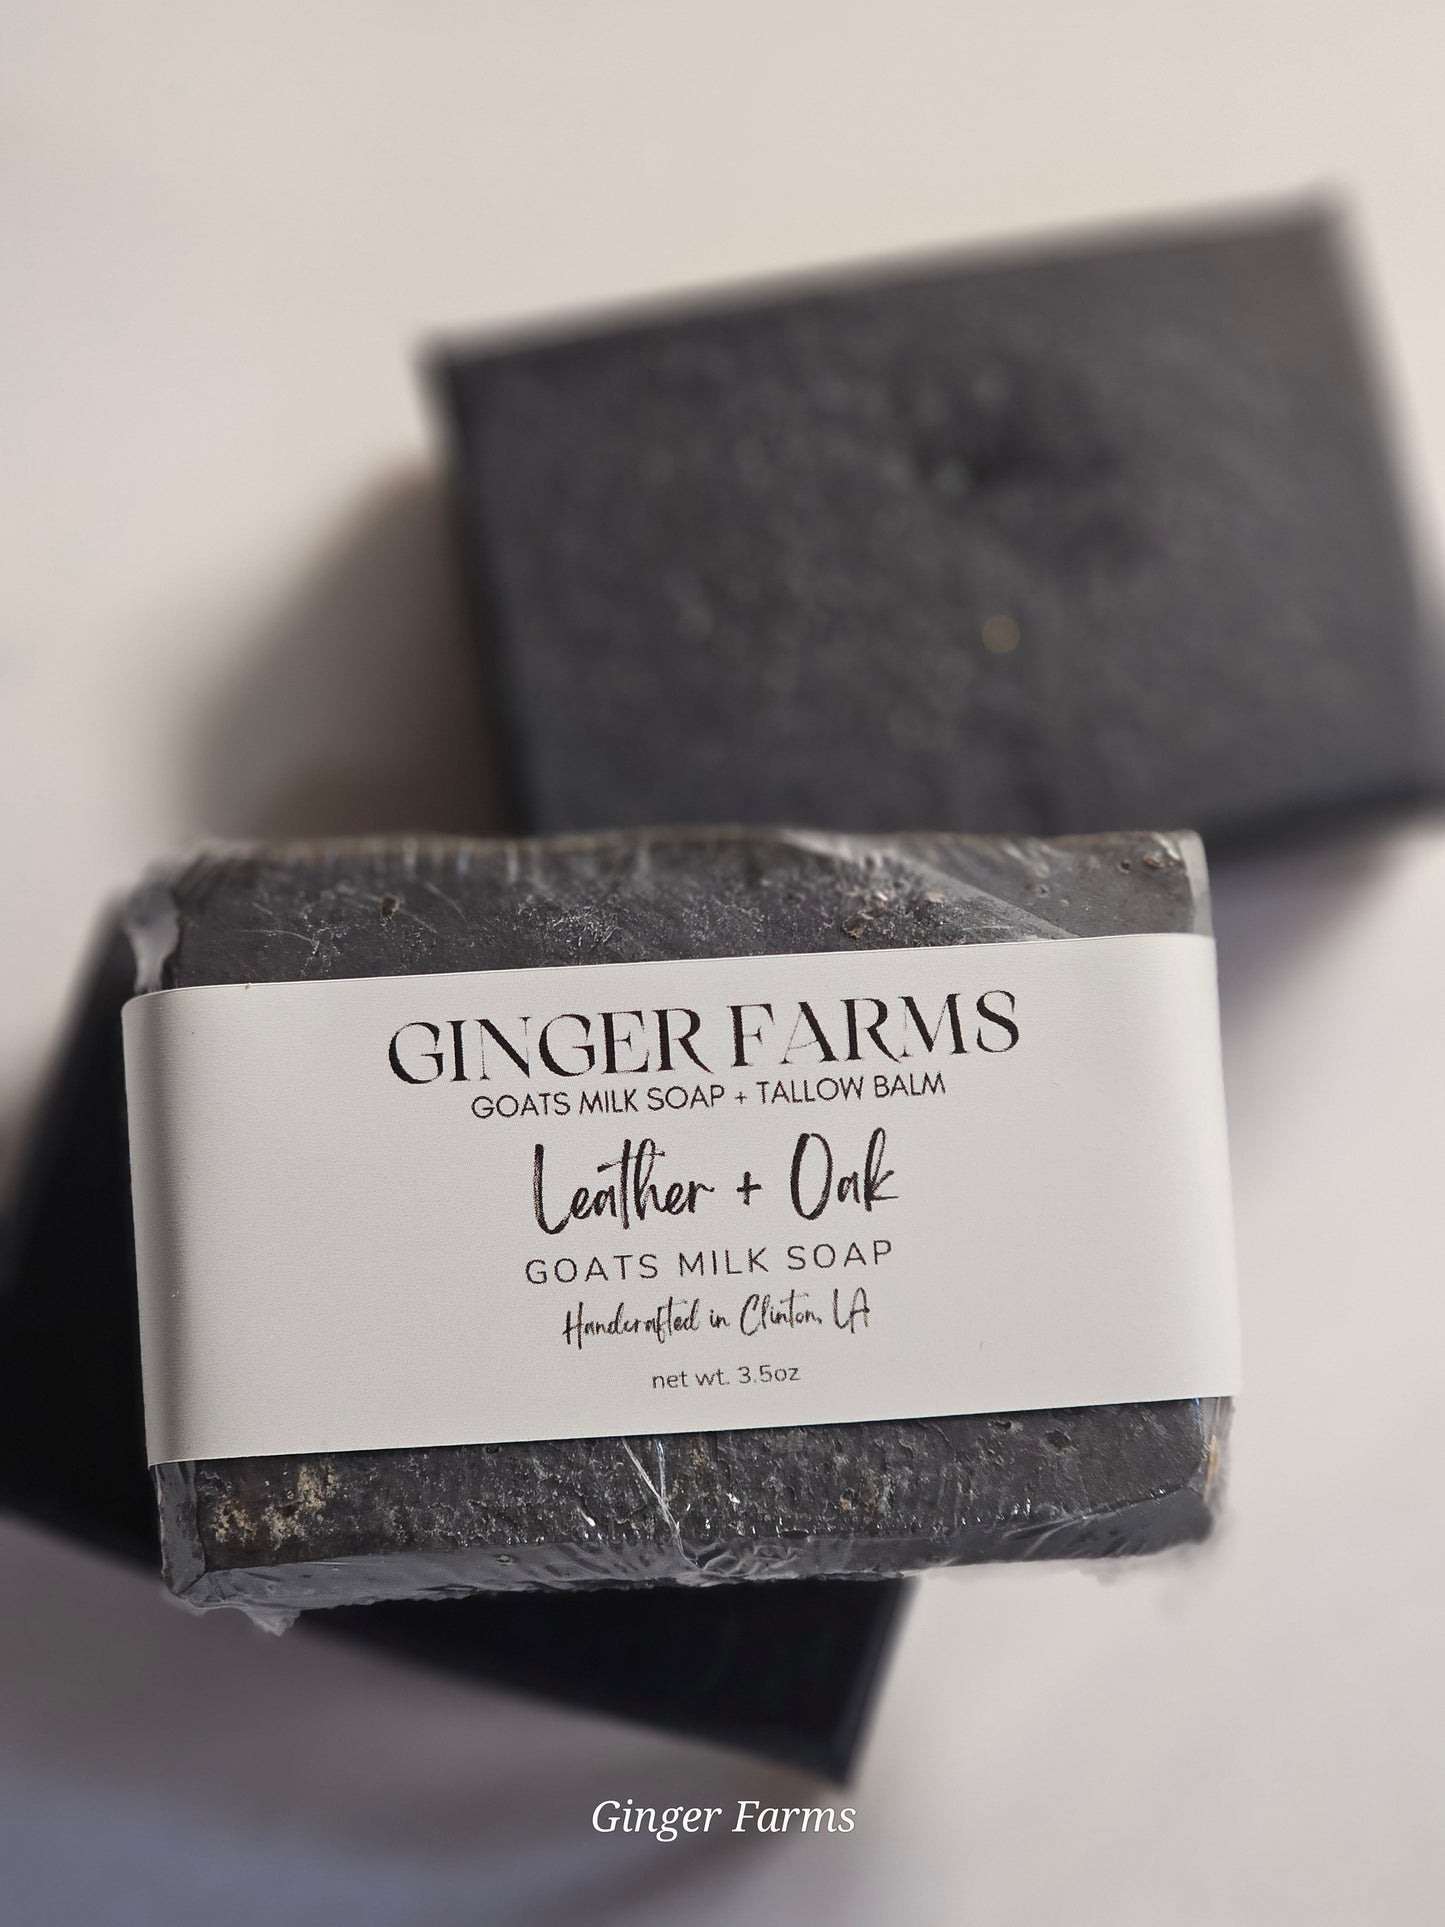 GINGER FARMS
GOATS MILK SOAP + TALLOW BALM
Leather + Oak
GOATS MILK SOAP
Handcrafted in Clinton, LA
net wt. 3.5oz
Ginger Farms